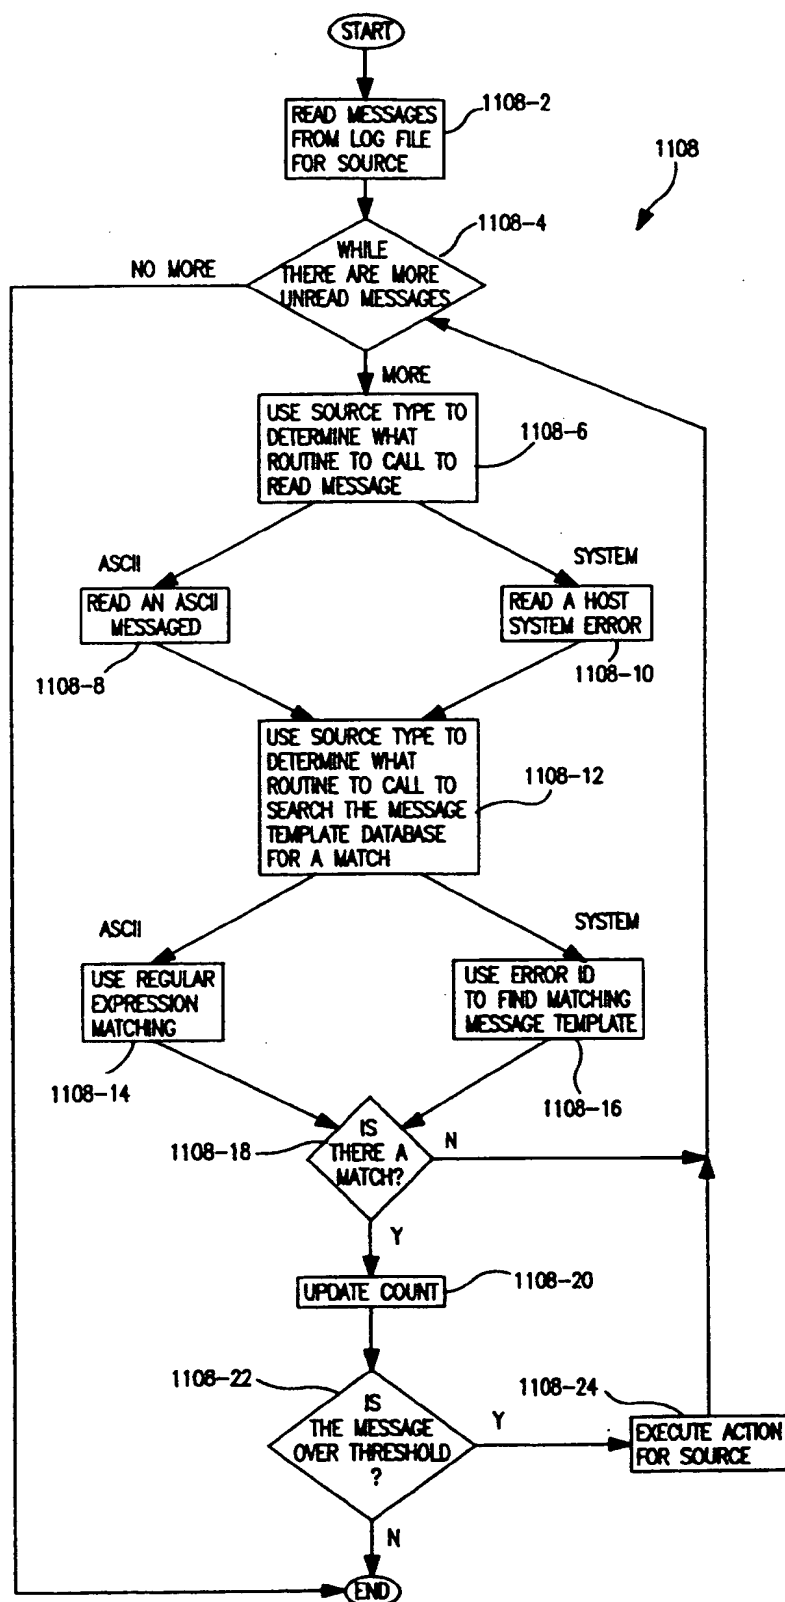 START
READ MESSAGES
FROM LOG FILE
FOR SOURCE
1108-2
1108
WHILE
THERE ARE MORE
UNREAD MESSAGES
1108-4
NO MORE
MORE
USE SOURCE TYPE TO
DETERMINE WHAT
ROUTINE TO CALL TO
READ MESSAGE
1108-6
ASCII
SYSTEM
READ AN ASCII
MESSAGED
1108-8
READ A HOST
SYSTEM ERROR
1108-10
USE SOURCE TYPE TO
DETERMINE WHAT
ROUTINE TO CALL TO
SEARCH THE MESSAGE
TEMPLATE DATABASE
FOR A MATCH
1108-12
ASCII
SYSTEM
USE REGULAR
EXPRESSION
MATCHING
1108-14
USE ERROR ID
TO FIND MATCHING
MESSAGE TEMPLATE
1108-16
1108-18
IS
THERE A
MATCH?
N
Y
UPDATE COUNT
1108-20
1108-22
IS
THE MESSAGE
OVER THRESHOLD
?
Y
1108-24
EXECUTE ACTION
FOR SOURCE
N
END